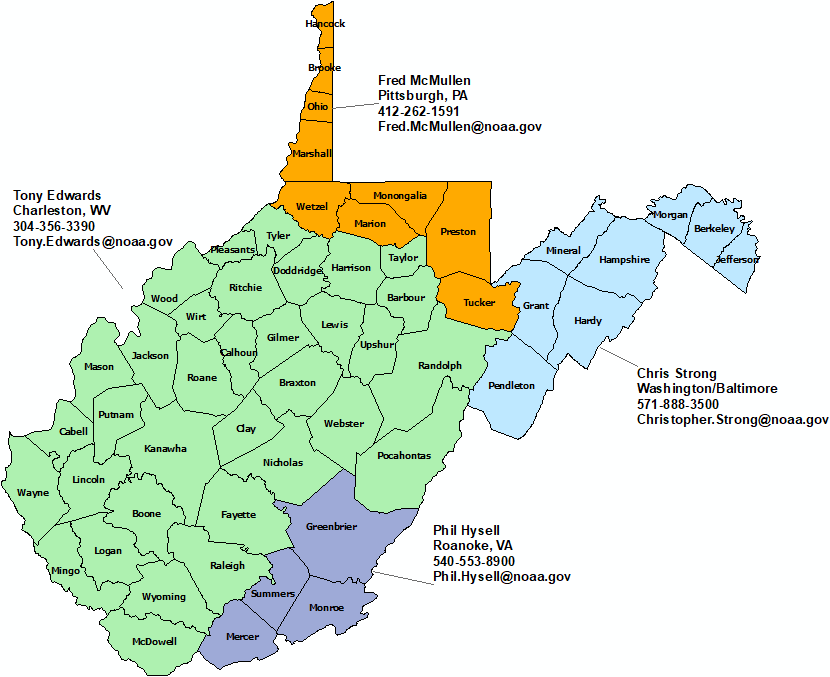 Hancock
Brooke
Ohio
Marshall
Fred McMullen
Pittsburgh, PA
412-262-1591
Fred.McMullen@noaa.gov
Tony Edwards
Charleston, WV
304-356-3390
Tony.Edwards@noaa.gov
Wetzel
Monongalia
Marion
Preston
Tucker
Morgan
Berkeley
Jefferson
Mineral
Hampshire
Grant
Hardy
Pendleton
Chris Strong
Washington/Baltimore
571-888-3500
Christopher.Strong@noaa.gov
Tyler
Pleasants
Doddridge
Harrison
Taylor
Barbour
Wood
Ritchie
Wirt
Lewis
Gilmer
Calhoun
Upshur
Randolph
Jackson
Mason
Roane
Braxton
Putnam
Cabell
Clay
Webster
Kanawha
Pocahontas
Nicholas
Lincoln
Wayne
Boone
Fayette
Greenbrier
Logan
Raleigh
Mingo
Wyoming
Summers
Monroe
McDowell
Mercer
Phil Hysell
Roanoke, VA
540-553-8900
Phil.Hysell@noaa.gov